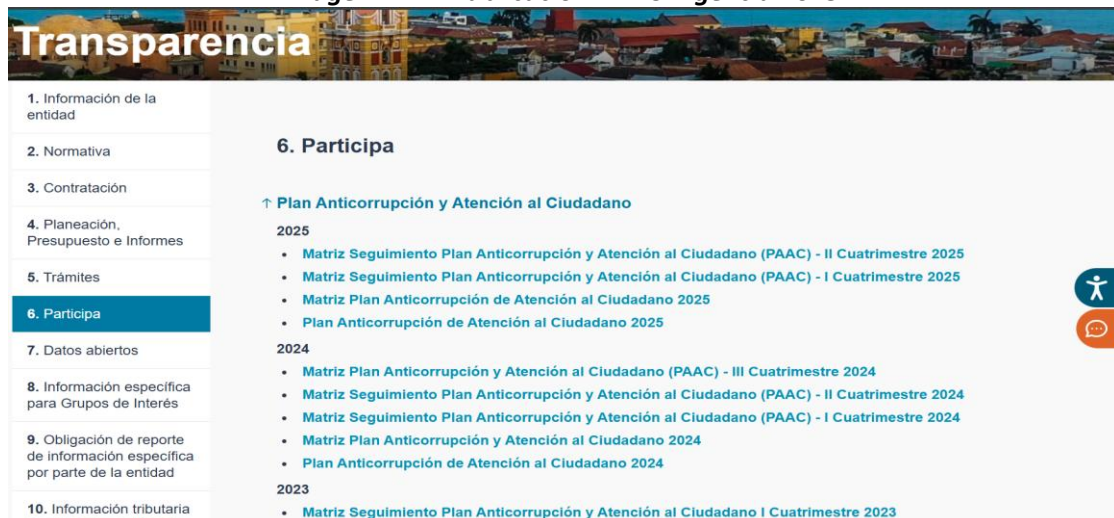 Transparencia
1. Información de la
entidad
2. Normativa
3. Contratación
4. Planeación,
Presupuesto e Informes
5. Trámites
6. Participa
7. Datos abiertos
8. Información específica
para Grupos de Interés
9. Obligación de reporte
de información específica
por parte de la entidad
10. Información tributaria
6. Participa
↑ Plan Anticorrupción y Atención al Ciudadano
2025
• Matriz Seguimiento Plan Anticorrupción y Atención al Ciudadano (PAAC) - II Cuatrimestre 2025
• Matriz Seguimiento Plan Anticorrupción y Atención al Ciudadano (PAAC) - I Cuatrimestre 2025
• Matriz Plan Anticorrupción de Atención al Ciudadano 2025
• Plan Anticorrupción de Atención al Ciudadano 2025
2024
• Matriz Plan Anticorrupción y Atención al Ciudadano (PAAC) - III Cuatrimestre 2024
• Matriz Seguimiento Plan Anticorrupción y Atención al Ciudadano (PAAC) - II Cuatrimestre 2024
• Matriz Seguimiento Plan Anticorrupción y Atención al Ciudadano (PAAC) - I Cuatrimestre 2024
• Matriz Plan Anticorrupción y Atención al Ciudadano 2024
• Plan Anticorrupción de Atención al Ciudadano 2024
2023
• Matriz Seguimiento Plan Anticorrupción y Atención al Ciudadano I Cuatrimestre 2023